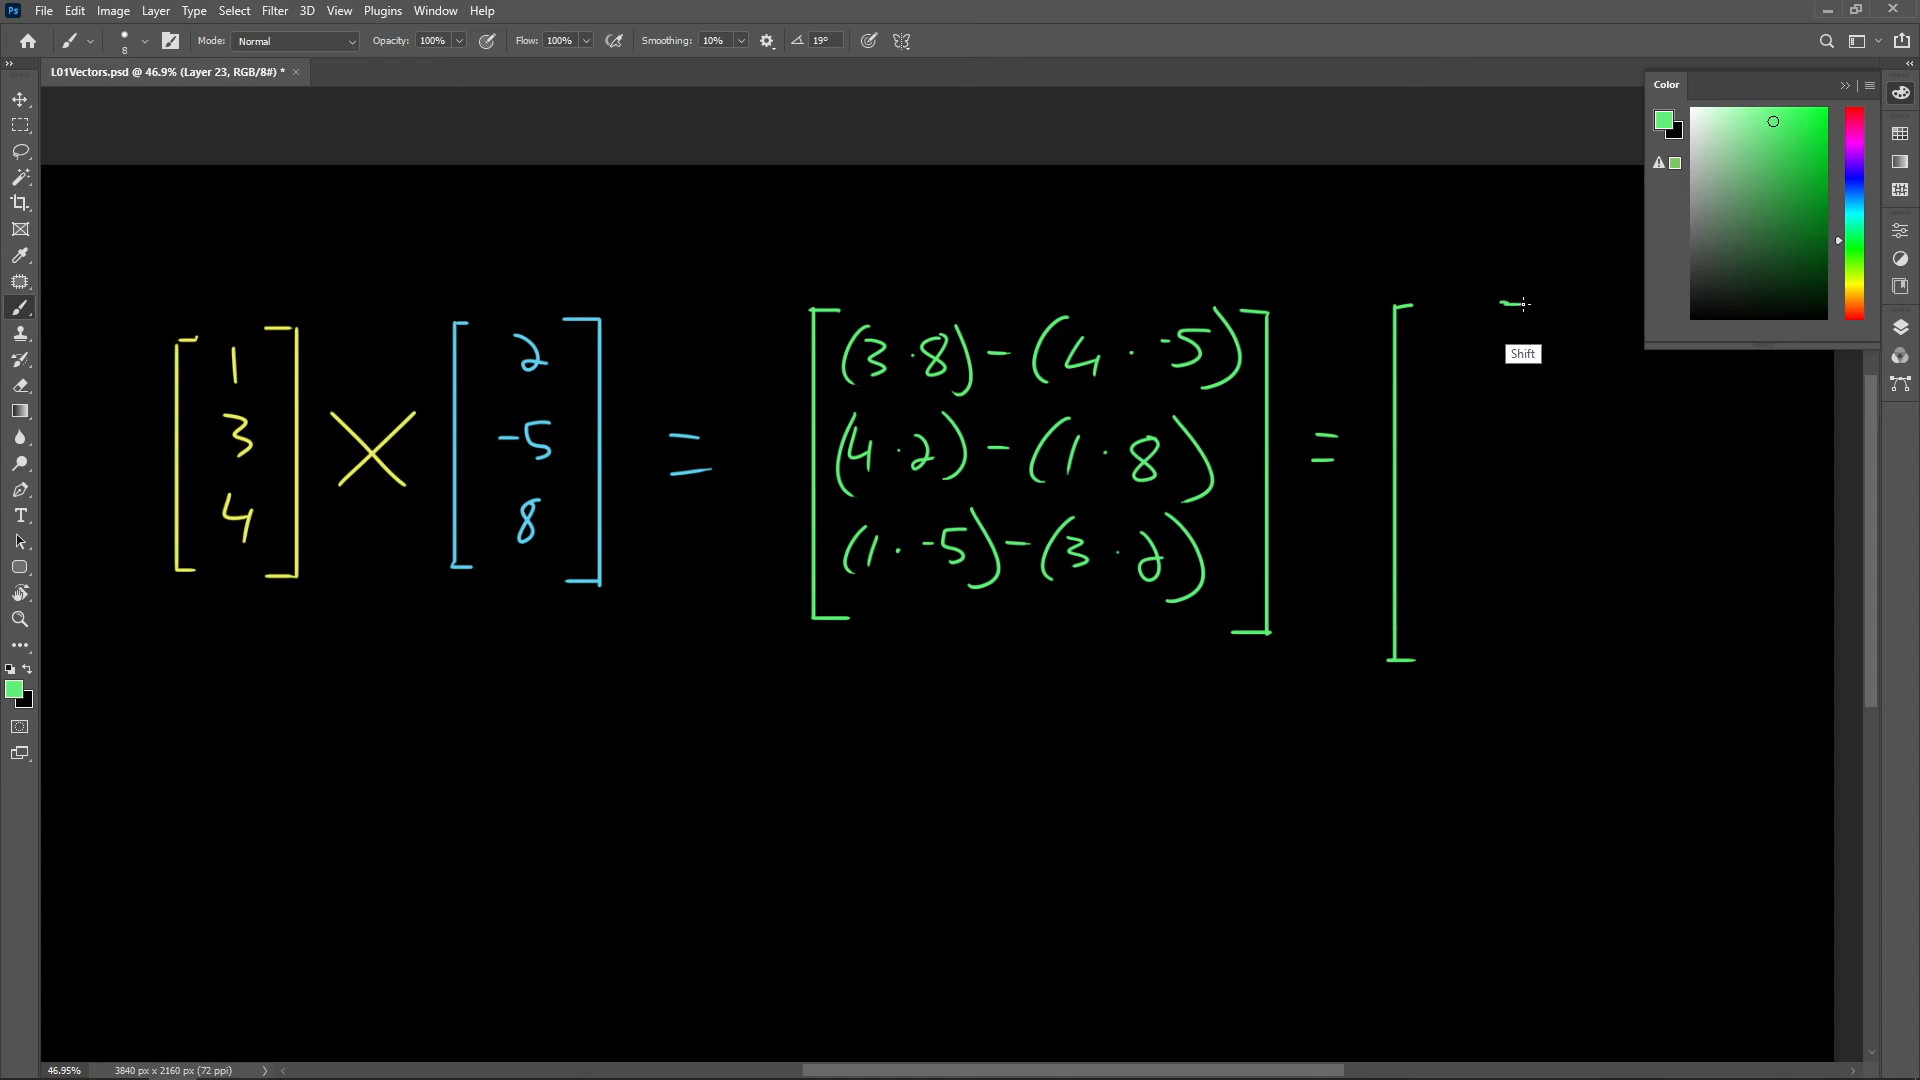 Ps File Edit Image Layer Type Select Filter 3D View Plugins Window Help
8 Mode: Normal Opacity: 100% Flow: 100% Smoothing: 10% 19°
L01Vectors.psd @ 46.9% (Layer 23, RGB/8#) * ×
Color
1
3
4
×
2
-5
8
=
(3 · 8) - (4 · -5)
(4 · 2) - (1 · 8)
(1 · -5) - (3 · 2)
=
Shift
46.95% 3840 px x 2160 px (72 ppi)